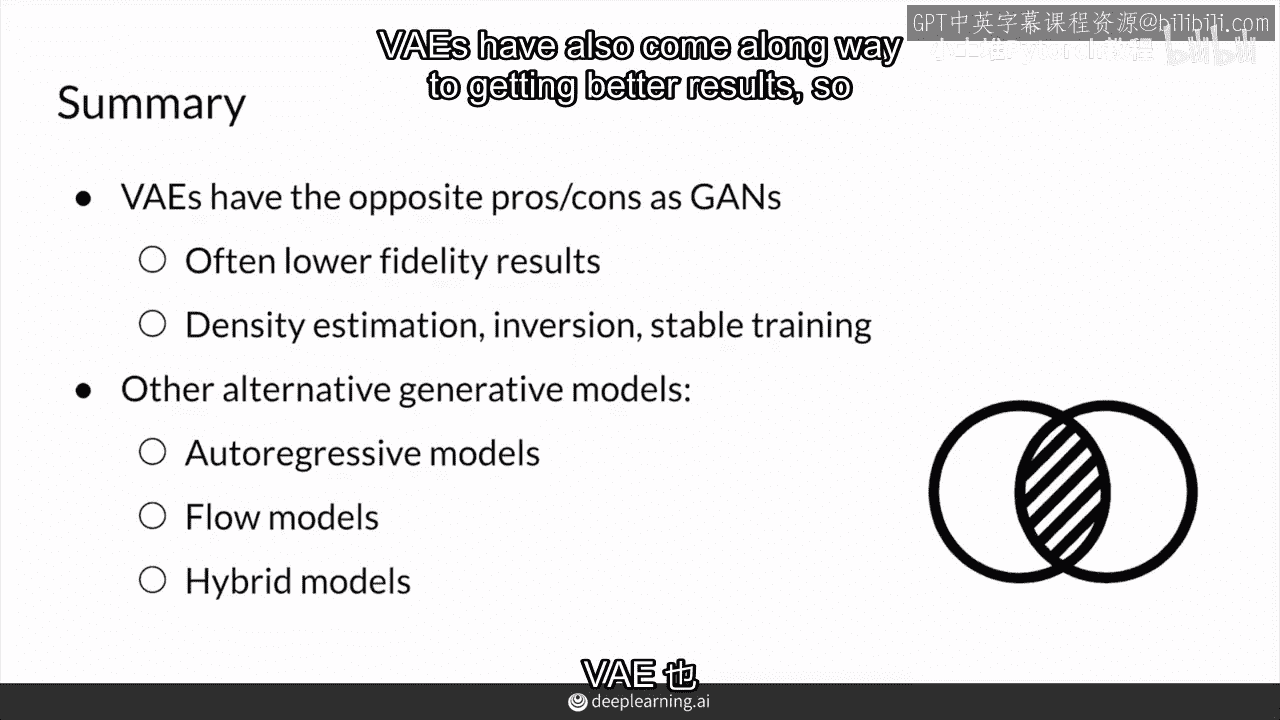 GPT中英字幕课程资源@bilibili.com
VAEs have also come along way
to getting better results, so
Summary
● VAEs have the opposite pros/cons as GANs
○ Often lower fidelity results
○ Density estimation, inversion, stable training
● Other alternative generative models:
○ Autoregressive models
○ Flow models
○ Hybrid models
VAE 也
deeplearning.ai